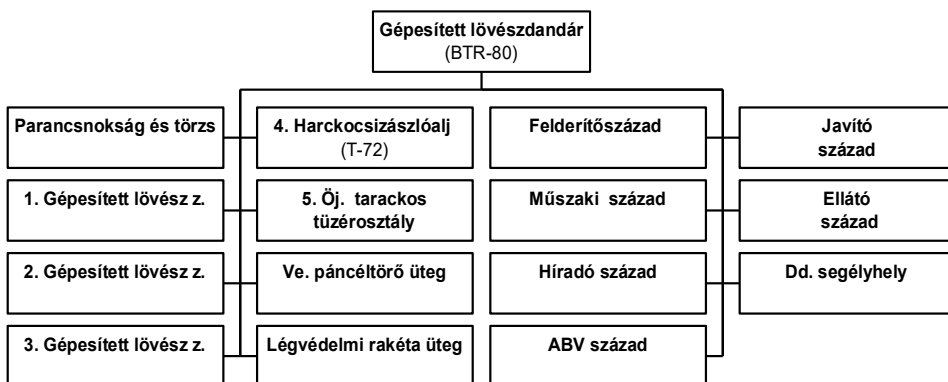 Gépesített lövészdandár
(BTR-80)
Parancsnokság és törzs
4. Harckocsizászlóalj
(T-72)
Felderítőszázad
Javító
század
1. Gépesített lövész z.
5. Öj. tarackos
tüzérosztály
Műszaki század
Ellátó
század
2. Gépesített lövész z.
Ve. páncéltörő üteg
Híradó század
Dd. segélyhely
3. Gépesített lövész z.
Légvédelmi rakéta üteg
ABV század